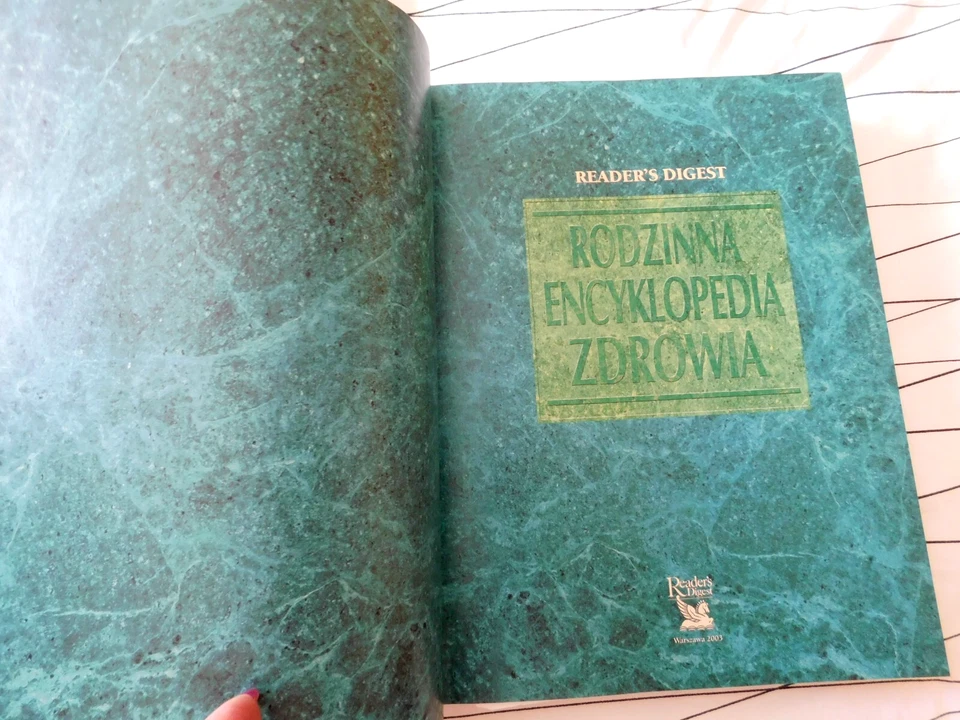 READER'S DIGEST
RODZINNA
ENCYKLOPEDIA
ZDROWIA
Reader's
Digest
Warszawa 2003